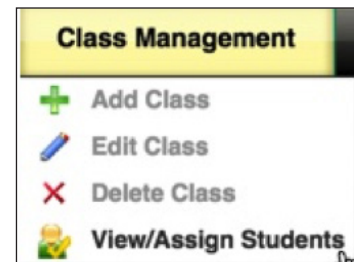 Class Management
Add Class
Edit Class
Delete Class
View/Assign Students